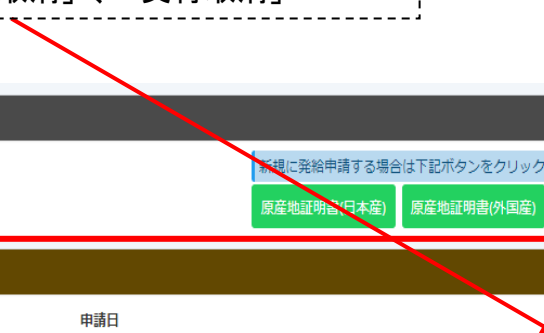 新規に発給申請する場合は下記ボタンをクリック
原産地証明書(日本産) 原産地証明書(外国産)
申請日